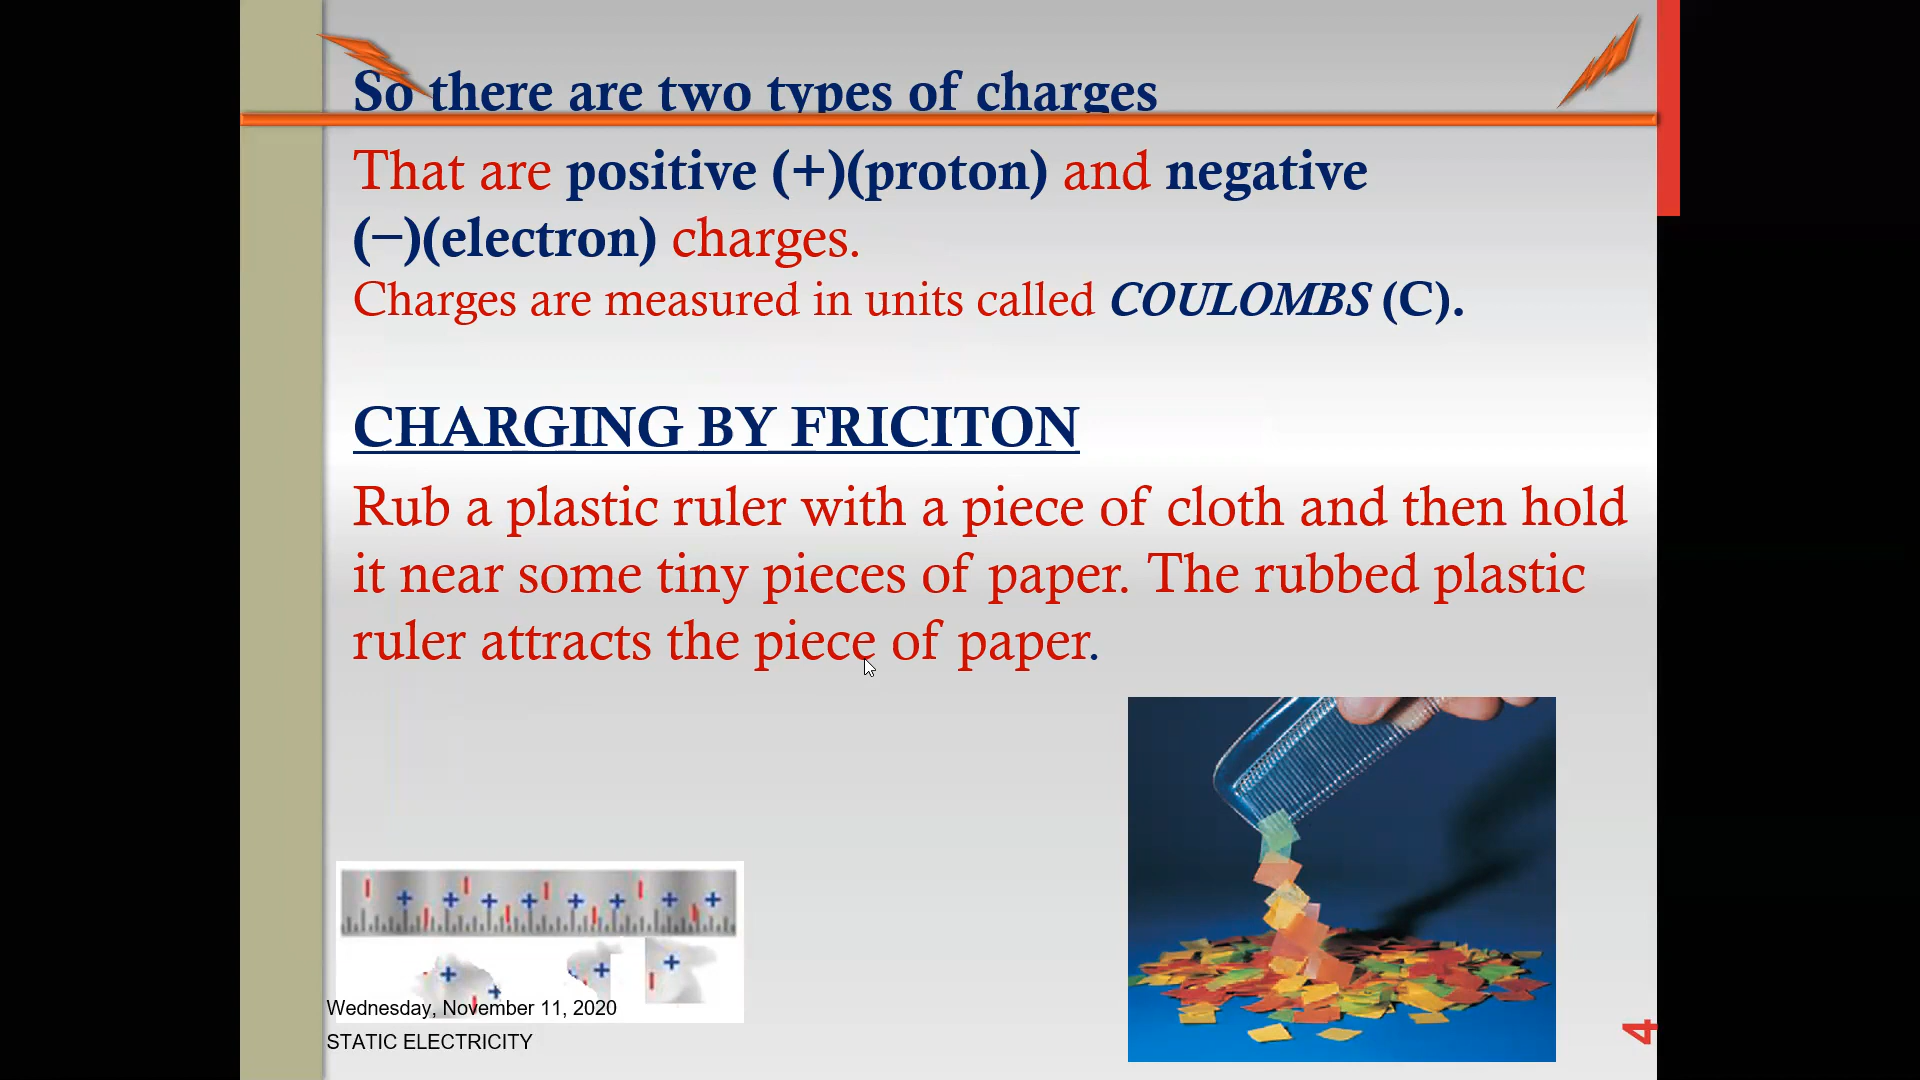 So there are two types of charges
That are positive (+)(proton) and negative
(−)(electron) charges.
Charges are measured in units called COULOMBS (C).
CHARGING BY FRICITON
Rub a plastic ruler with a piece of cloth and then hold
it near some tiny pieces of paper. The rubbed plastic
ruler attracts the piece of paper.
Wednesday, November 11, 2020
STATIC ELECTRICITY
4